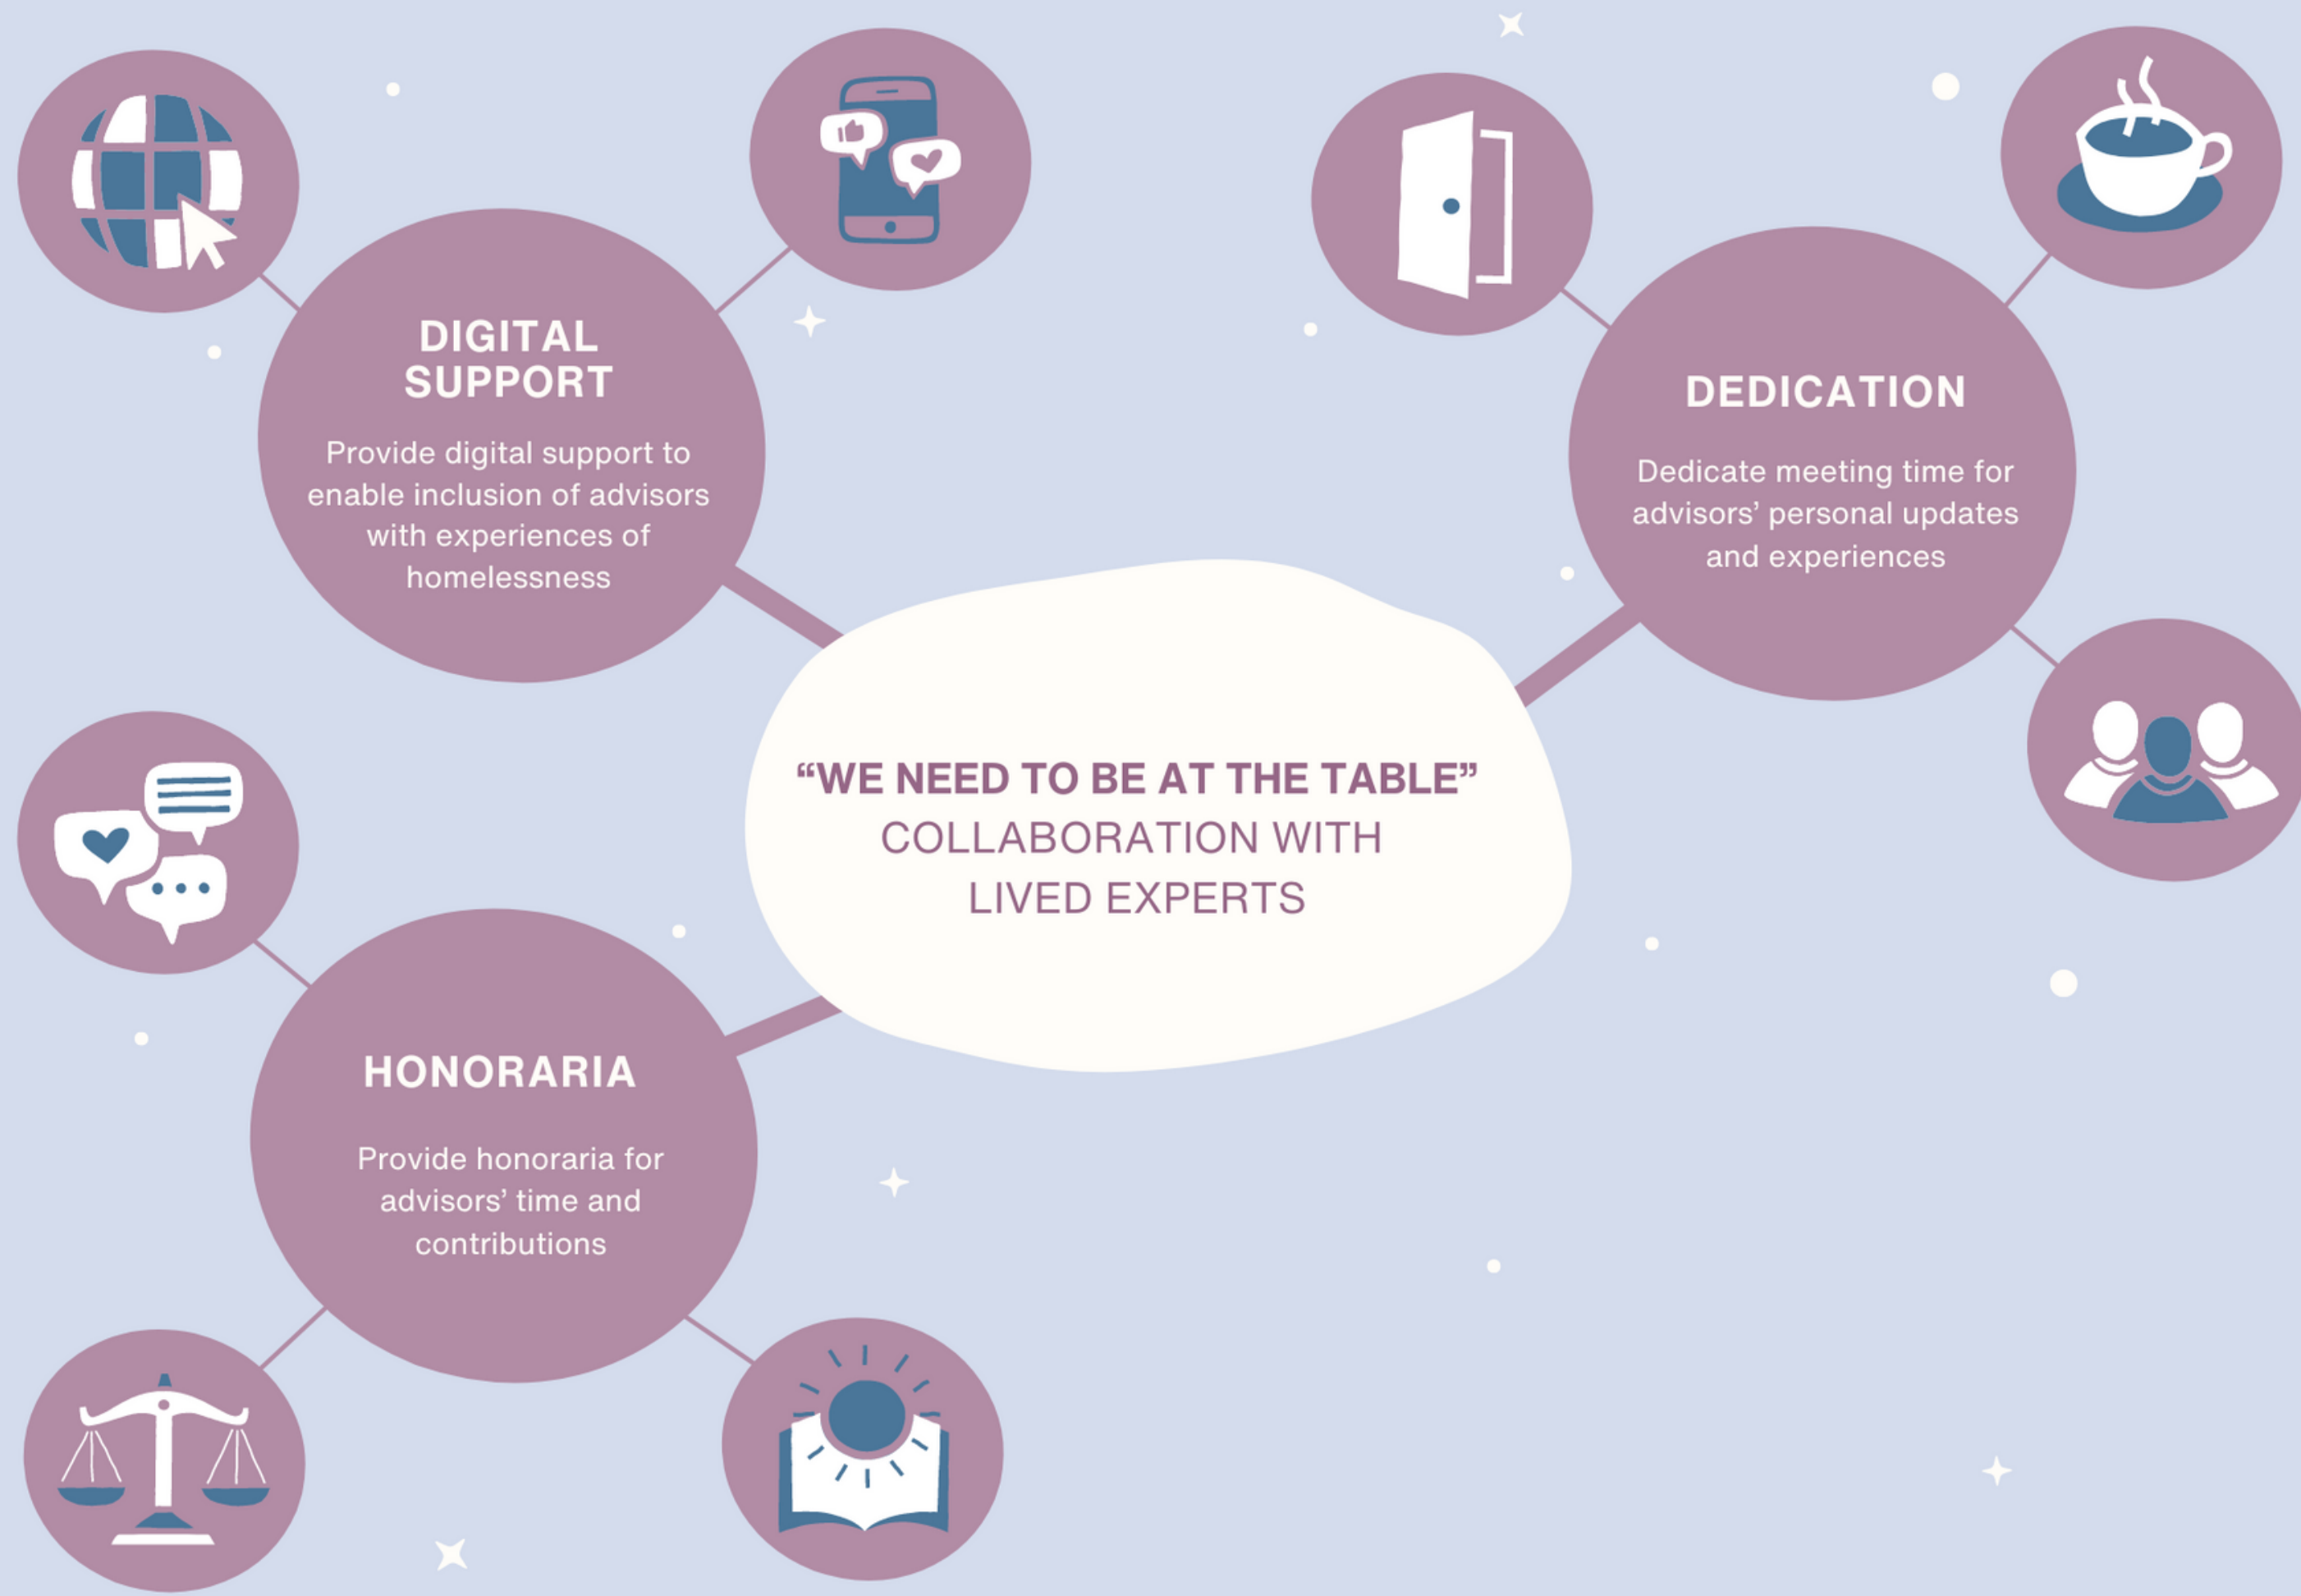 DIGITAL
SUPPORT
Provide digital support to
enable inclusion of advisors
with experiences of
homelessness
DEDICATION
Dedicate meeting time for
advisors’ personal updates
and experiences
“WE NEED TO BE AT THE TABLE”
COLLABORATION WITH
LIVED EXPERTS
HONORARIA
Provide honoraria for
advisors’ time and
contributions